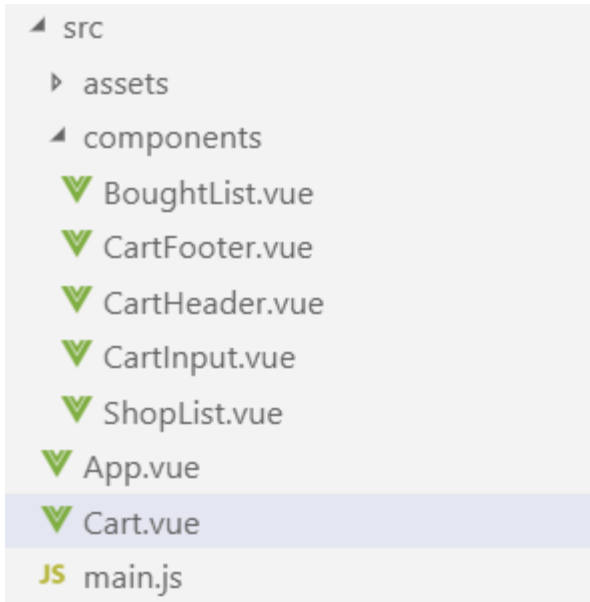 src
assets
components
BoughtList.vue
CartFooter.vue
CartHeader.vue
CartInput.vue
ShopList.vue
App.vue
Cart.vue
JS main.js